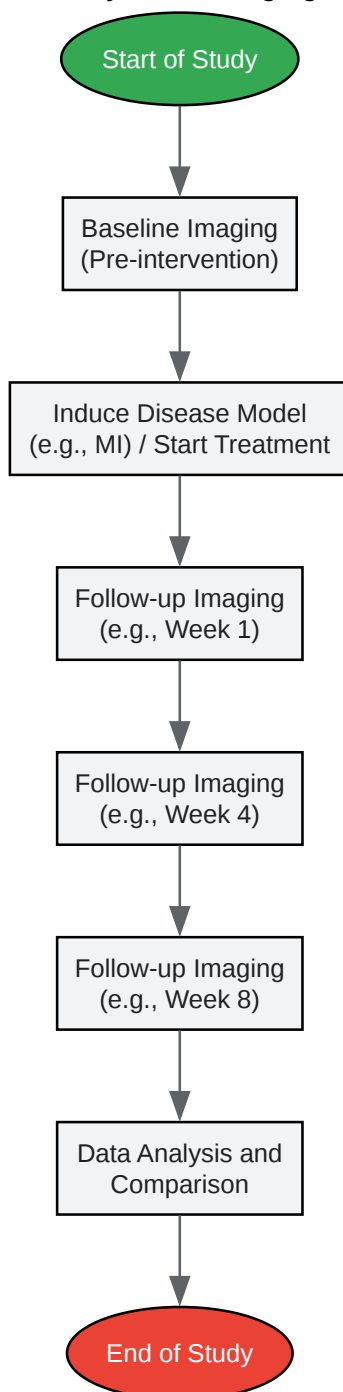 Start of Study
Baseline Imaging
(Pre-intervention)
Induce Disease Model
(e.g., MI) / Start Treatment
Follow-up Imaging
(e.g., Week 1)
Follow-up Imaging
(e.g., Week 4)
Follow-up Imaging
(e.g., Week 8)
Data Analysis and
Comparison
End of Study